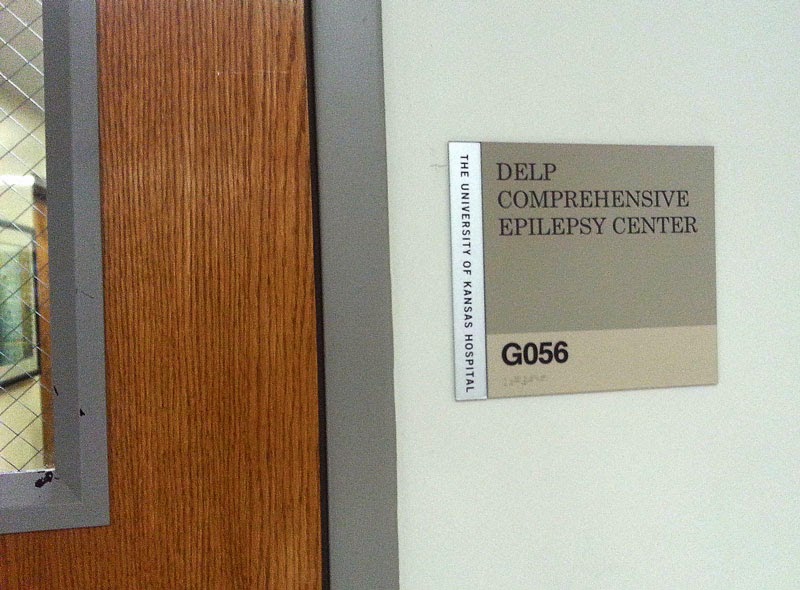 THE UNIVERSITY OF KANSAS HOSPITAL
DELP
COMPREHENSIVE
EPILEPSY CENTER
G056